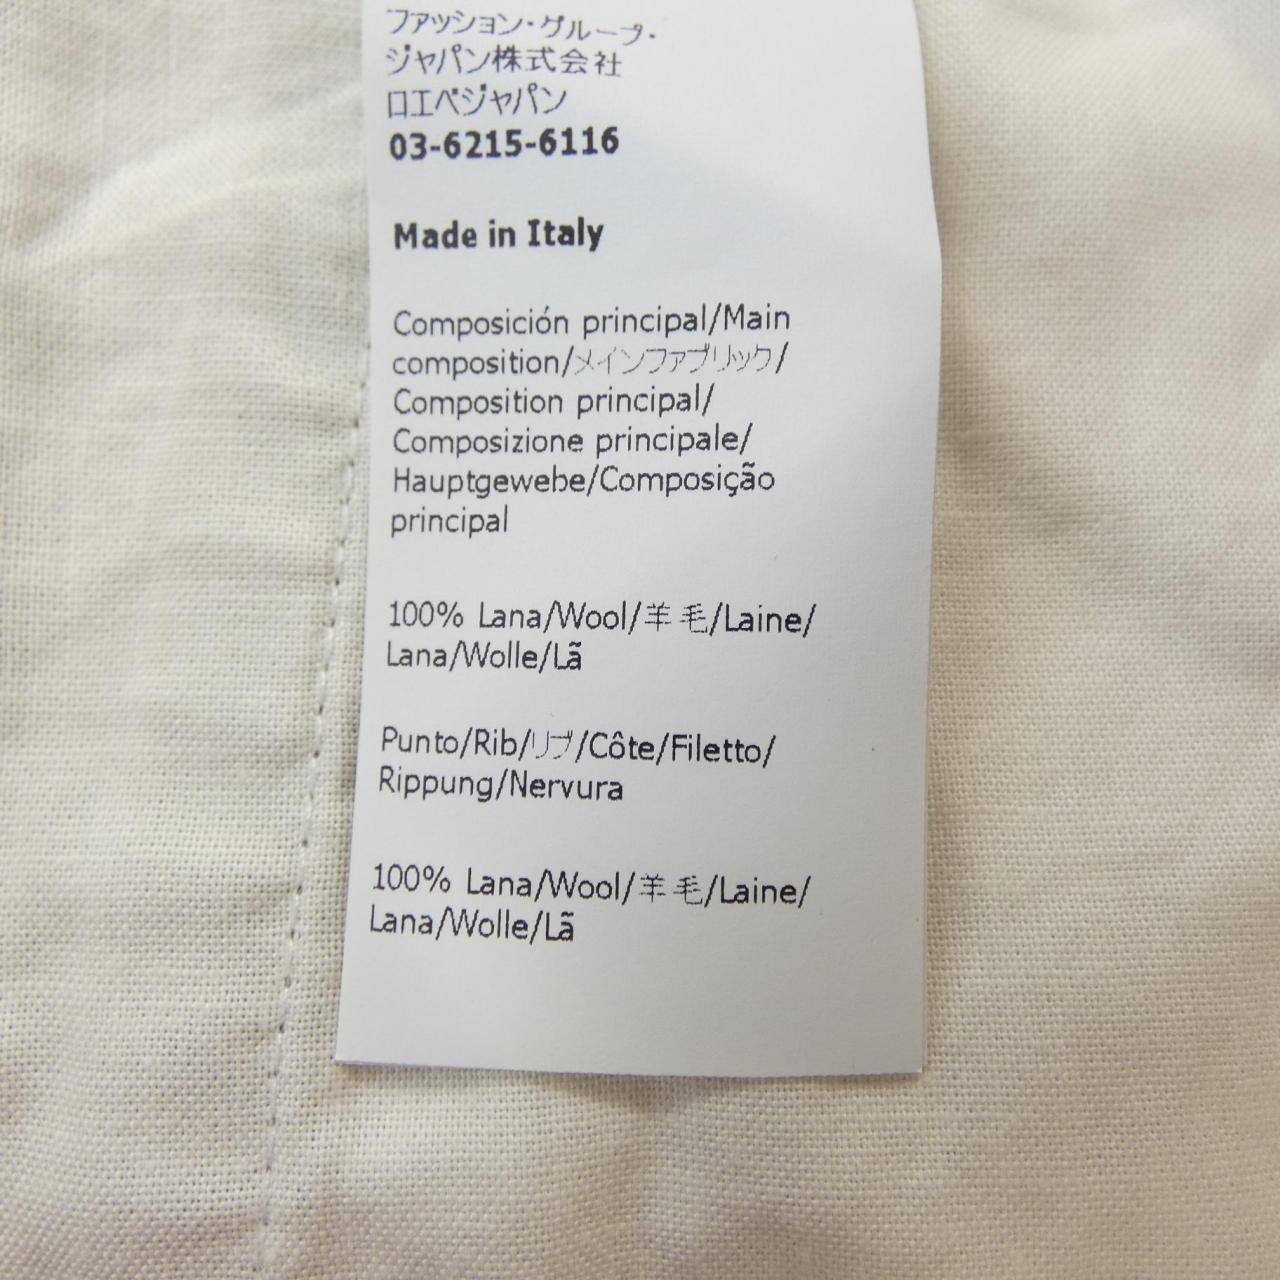 ファッション・グループ・
ジャパン株式会社
ロエベジャパン
03-6215-6116
Made in Italy
Composición principal/Main
composition/メインファブリック/
Composition principal/
Composizione principale/
Hauptgewebe/Composição
principal
100% Lana/Wool/羊毛/Laine/
Lana/Wolle/Lã
Punto/Rib/リブ/Côte/Filetto/
Rippung/Nervura
100% Lana/Wool/羊毛/Laine/
Lana/Wolle/Lã